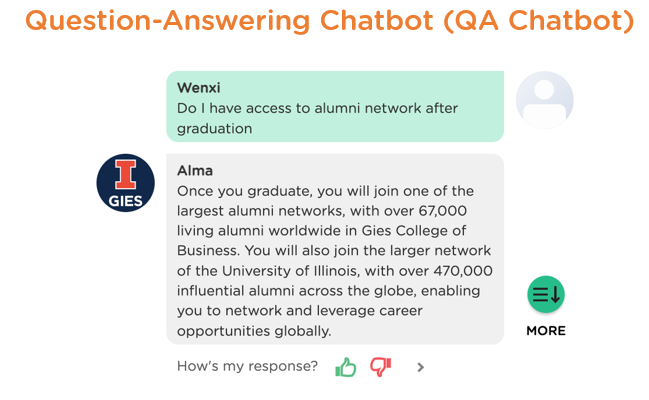 Question-Answering Chatbot (QA Chatbot)
Wenxi
Do I have access to alumni network after
graduation
I
GIES
Alma
Once you graduate, you will join one of the
largest alumni networks, with over 67,000
living alumni worldwide in Gies College of
Business. You will also join the larger network
of the University of Illinois, with over 470,000
influential alumni across the globe, enabling
you to network and leverage career
opportunities globally.
MORE
How's my response?